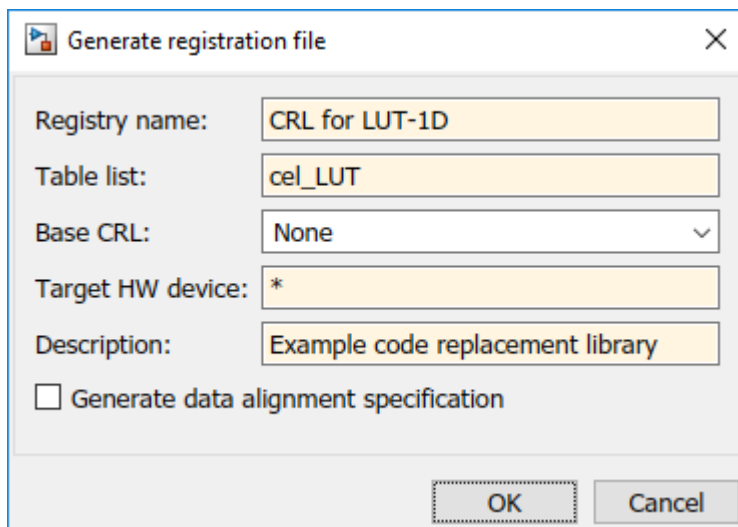 Generate registration file
Registry name: CRL for LUT-1D
Table list: cel_LUT
Base CRL: None
Target HW device: *
Description: Example code replacement library
Generate data alignment specification
OK Cancel